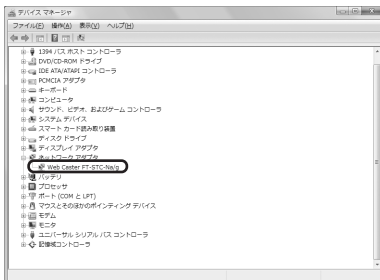 デバイス マネージャ
ファイル(F) 操作(A) 表示(V) ヘルプ(H)
1394 バス ホスト コントローラ
DVD/CD-ROM ドライブ
IDE ATA/ATAPI コントローラ
PCMCIA アダプタ
キーボード
コンピュータ
サウンド、ビデオ、およびゲーム コントローラ
システム デバイス
スマート カード読み取り装置
ディスク ドライブ
ディスプレイ アダプタ
ネットワーク アダプタ
Web Caster FT-STC-Na/g
バッテリ
プロセッサ
ポート (COM と LPT)
マウスとそのほかのポインティング デバイス
モデム
モニタ
ユニバーサル シリアル バス コントローラ
記憶域コントローラ